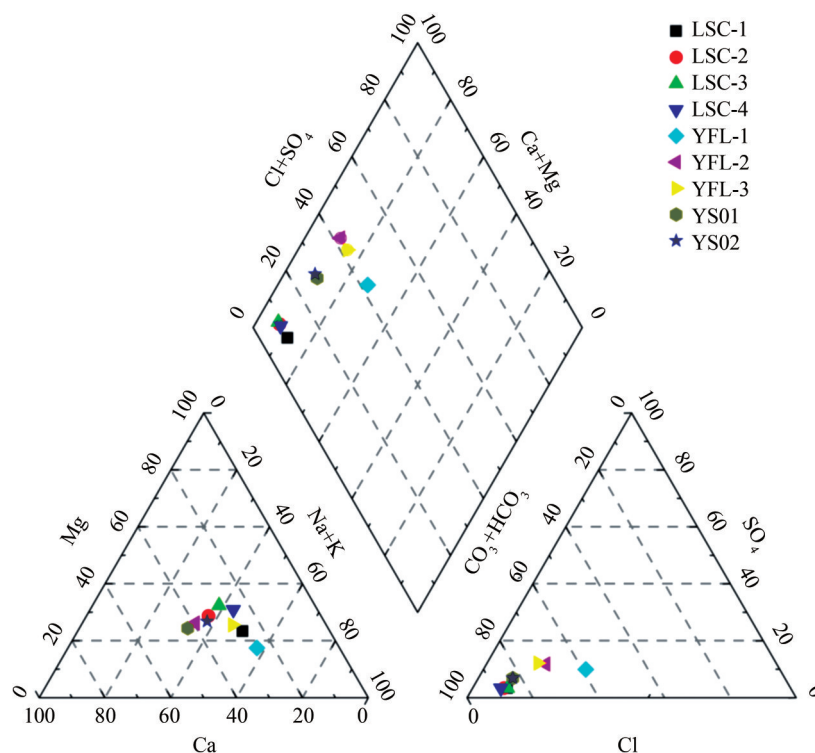 100 100
80 80
60 60
40 40
20 20
0 0
Cl+SO₄
Ca+Mg
LSC-1
LSC-2
LSC-3
LSC-4
YFL-1
YFL-2
YFL-3
YS01
YS02
100 0
80 20
60 40
40 60
20 80
0 100
Mg
Na+K
100 80 60 40 20 0
Ca
CO₃+HCO₃
SO₄
0 100
20 80
40 60
60 40
80 20
100 0
0
Cl